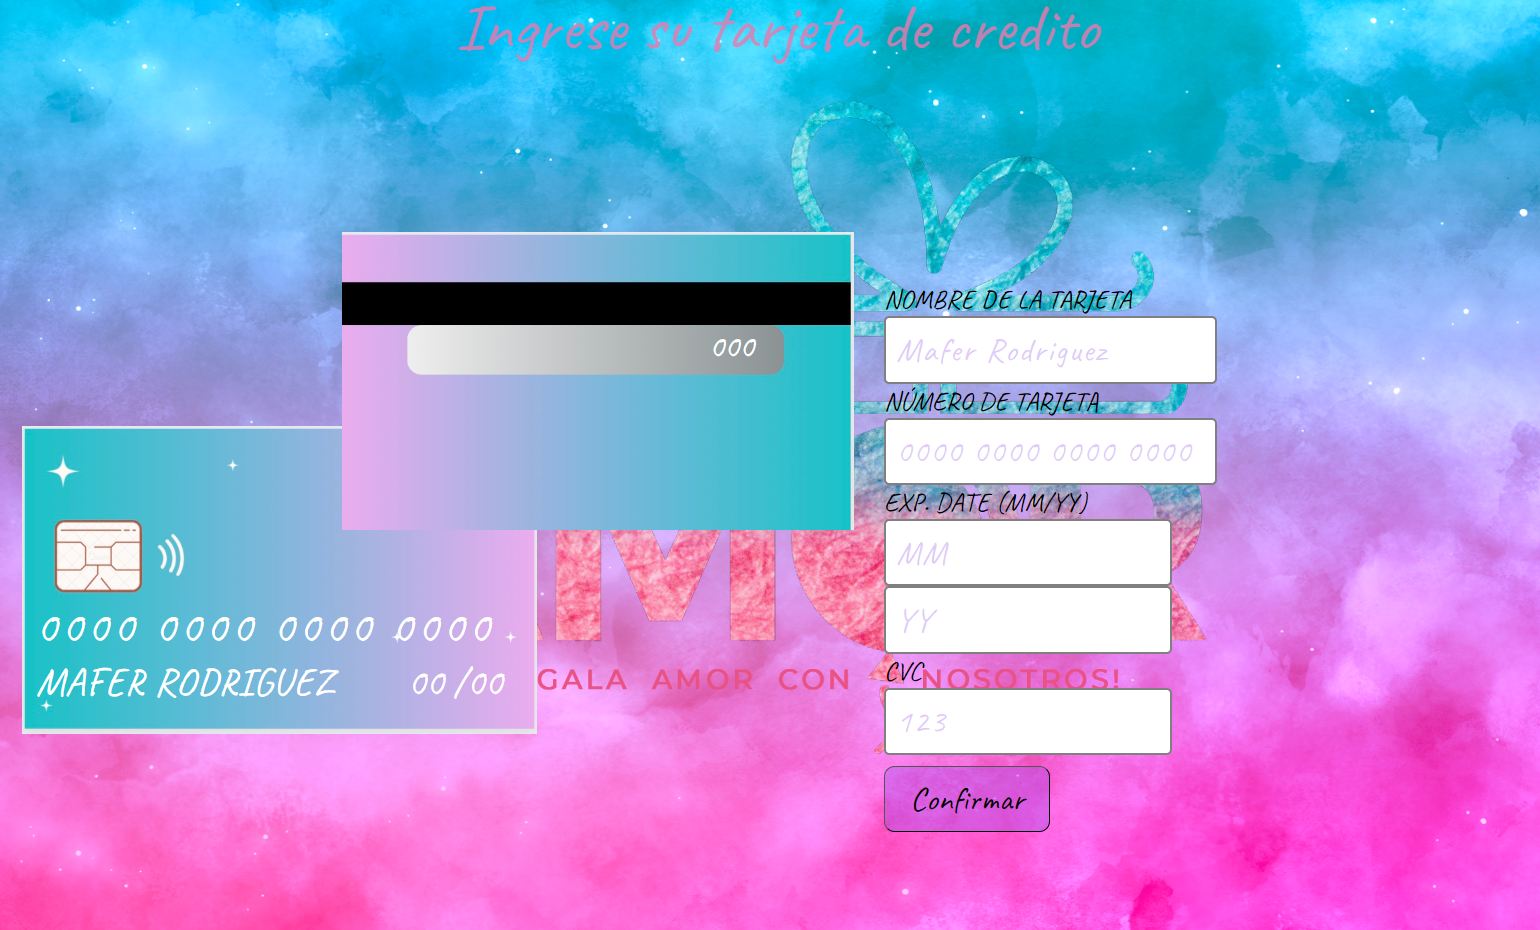 Ingrese su tarjeta de credito
000
0000 0000 0000 0000
MAFER RODRIGUEZ 00/00
NOMBRE DE LA TARJETA
Mafer Rodriguez
NÚMERO DE TARJETA
0000 0000 0000 0000
EXP. DATE (MM/YY)
MM
YY
CVC
123
Confirmar
GALA AMOR CON NOSOTROS!